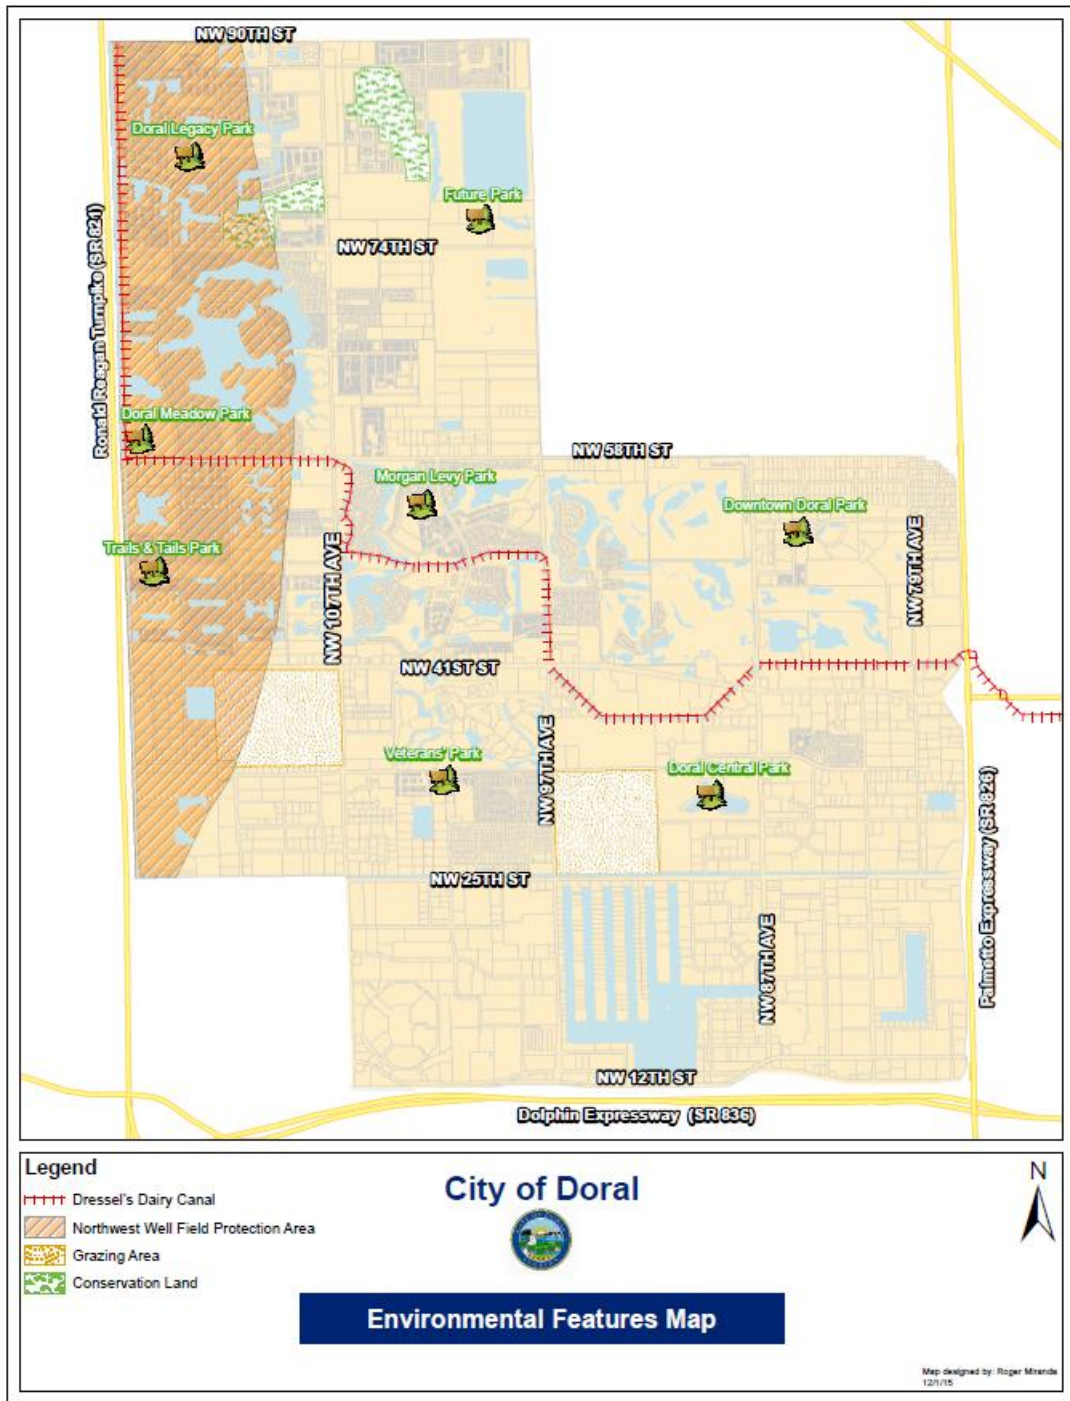 NW 90TH ST
Doral Legacy Park
Future Park
NW 74TH ST
Ronald Reagan Turnpike (SR 821)
Doral Meadow Park
NW 58TH ST
Morgan Levy Park
Downtown Doral Park
Trails & Tails Park
NW 107TH AVE
NW 79TH AVE
NW 41ST ST
NW 97TH AVE
Veterans' Park
Doral Central Park
Palmetto Expressway (SR 826)
NW 25TH ST
NW 87TH AVE
NW 12TH ST
Dolphin Expressway (SR 836)
Legend
Dressel's Dairy Canal
Northwest Well Field Protection Area
Grazing Area
Conservation Land
City of Doral
Environmental Features Map
N
Map designed by: Roger Miranda
12/1/15